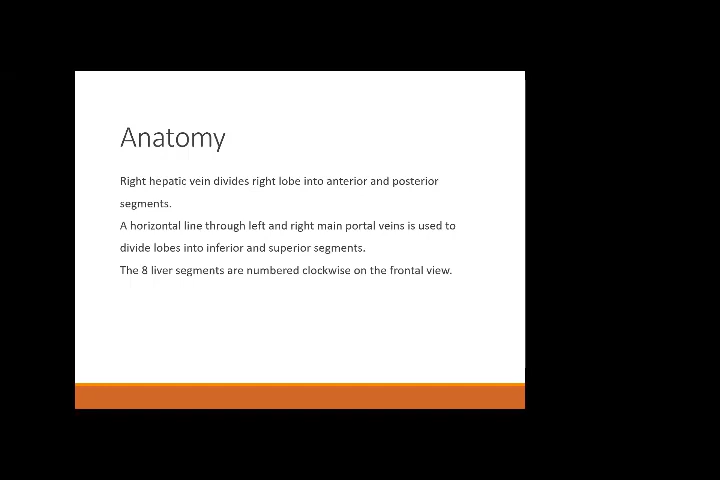 Anatomy
Right hepatic vein divides right lobe into anterior and posterior
segments.
A horizontal line through left and right main portal veins is used to
divide lobes into inferior and superior segments.
The 8 liver segments are numbered clockwise on the frontal view.